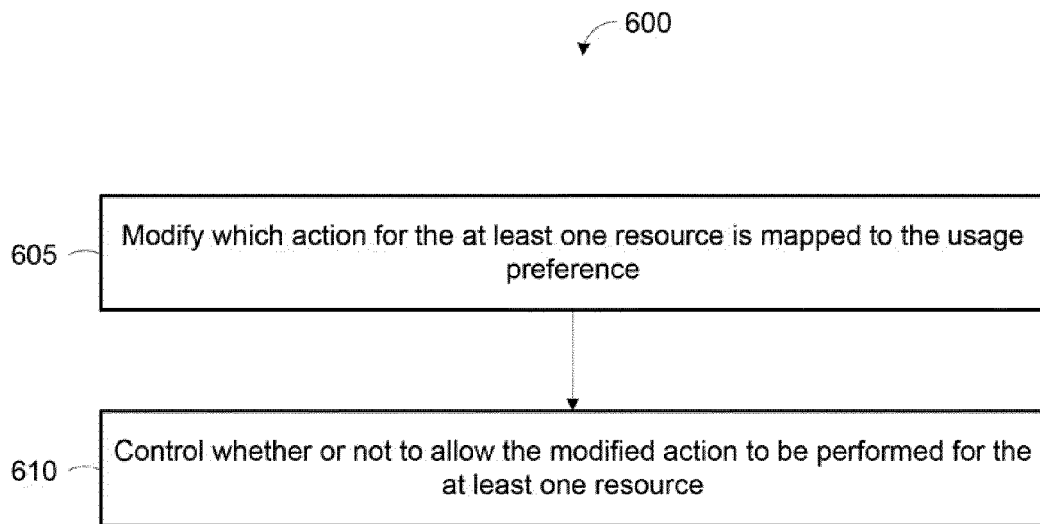 600
605
Modify which action for the at least one resource is mapped to the usage
preference
610
Control whether or not to allow the modified action to be performed for the
at least one resource